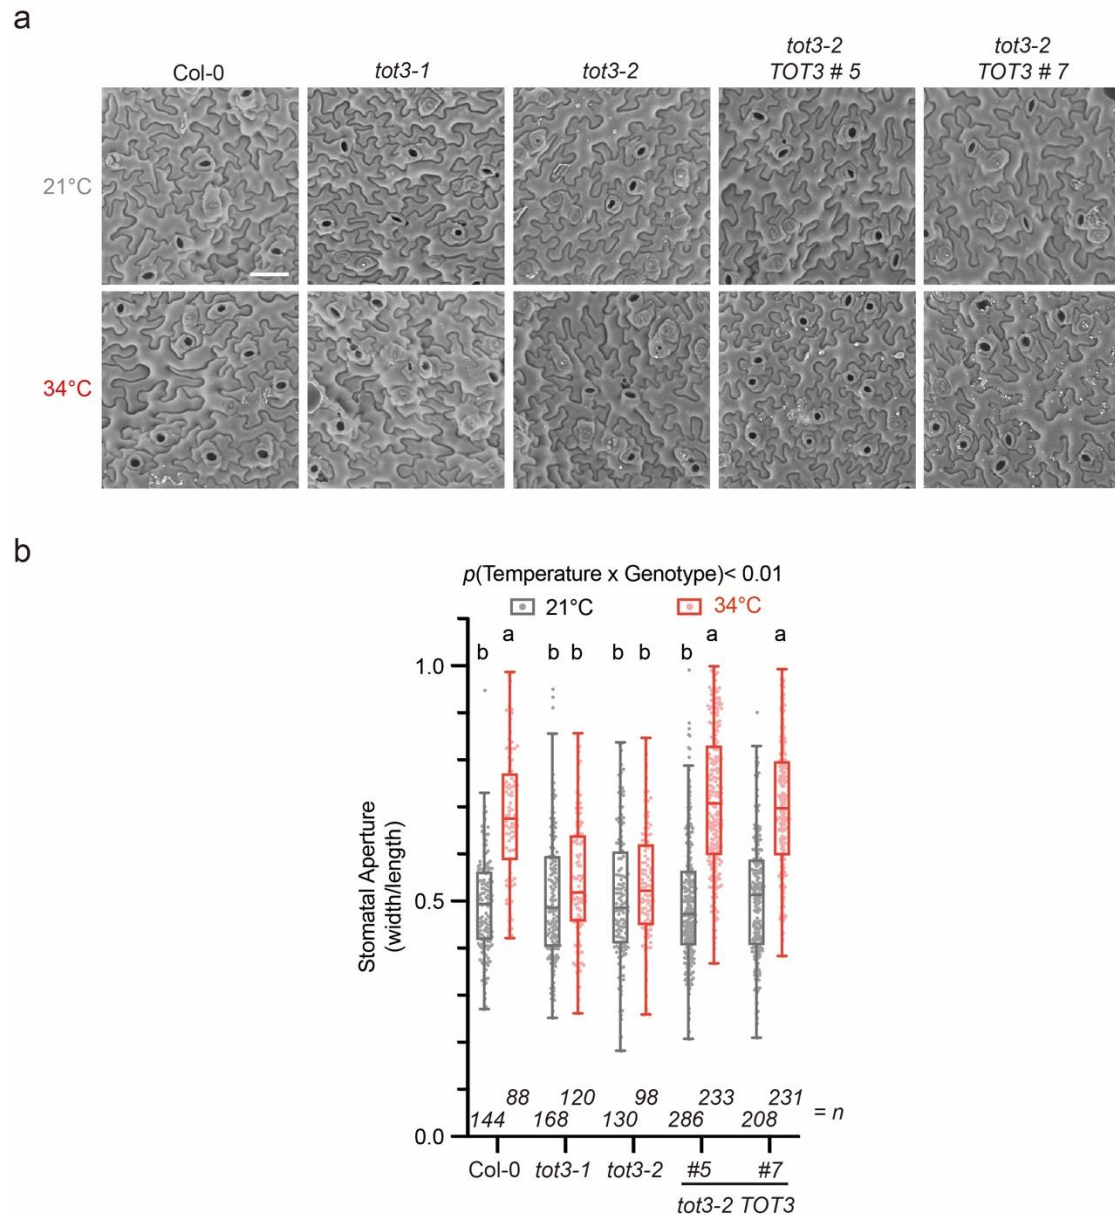 a
Col-0
tot3-1
tot3-2
tot3-2
TOT3 # 5
tot3-2
TOT3 # 7
21°C
34°C
b
p(Temperature x Genotype)< 0.01
21°C
34°C
b
a
b
b
b
b
b
a
a
1.0
0.5
0.0
Stomatal Aperture
(width/length)
88
120
98
233
231
144
168
130
286
208
= n
Col-0
tot3-1
tot3-2
#5
#7
tot3-2 TOT3